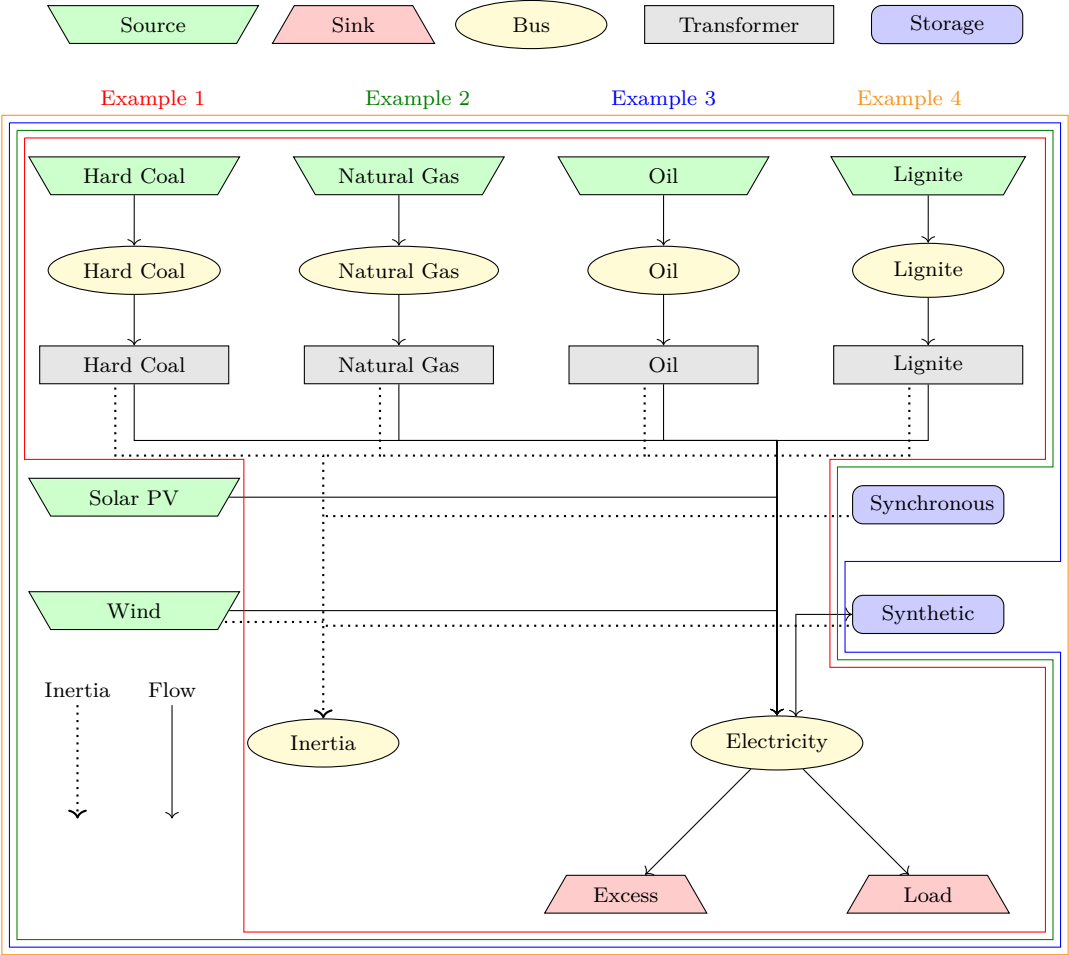 Source Sink Bus Transformer Storage
Example 1 Example 2 Example 3 Example 4
Hard Coal Natural Gas Oil Lignite
Hard Coal Natural Gas Oil Lignite
Hard Coal Natural Gas Oil Lignite
Solar PV Synchronous
Wind Synthetic
Inertia Flow
Inertia Electricity
Excess Load